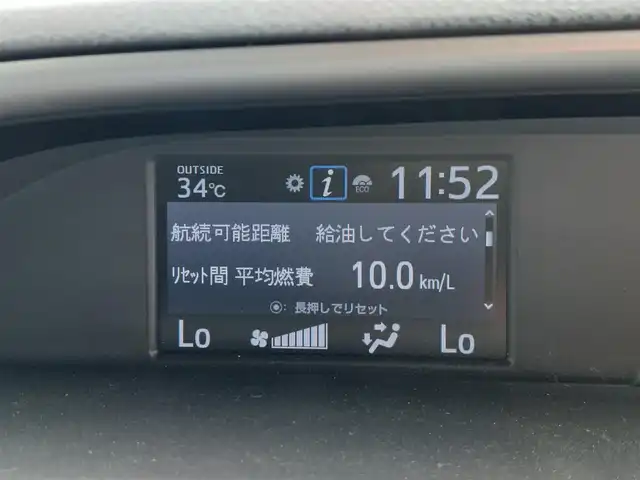 OUTSIDE
34℃
i
ECO
11:52
航続可能距離 給油してください
リセット間 平均燃費 10.0 km/L
◉: 長押しでリセット
Lo
Lo